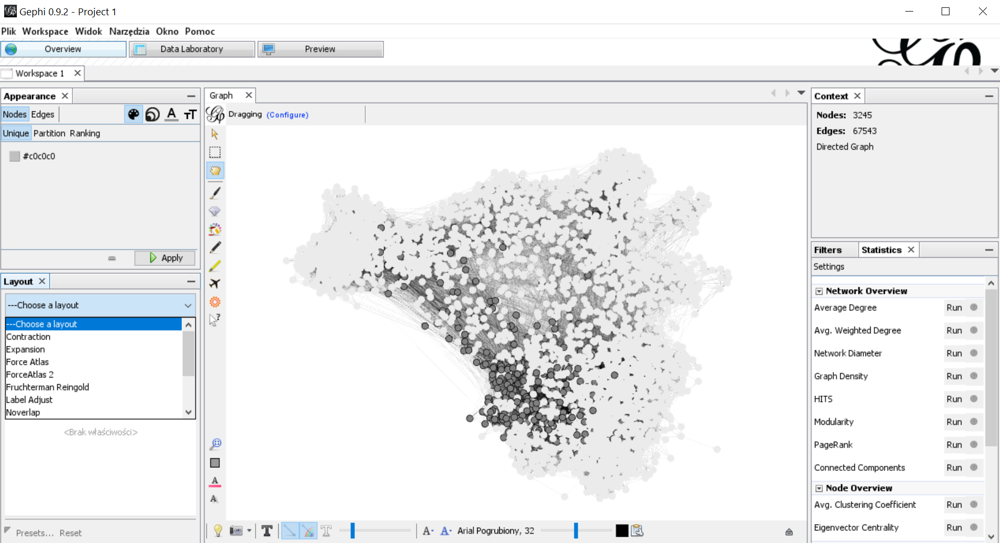 Gephi 0.9.2 - Project 1
Plik Workspace Widok Narzędzia Okno Pomoc
Overview Data Laboratory Preview
Workspace 1
Appearance
Nodes Edges
Unique Partition Ranking
#c0c0c0
Apply
Layout
---Choose a layout
---Choose a layout
Contraction
Expansion
Force Atlas
ForceAtlas 2
Fruchterman Reingold
Label Adjust
Noverlap
<Brak właściwości>
Presets... Reset
Graph
Dragging (Configure)
Arial Pogrubiony, 32
Context
Nodes: 3245
Edges: 67543
Directed Graph
Filters Statistics
Settings
Network Overview
Average Degree Run
Avg. Weighted Degree Run
Network Diameter Run
Graph Density Run
HITS Run
Modularity Run
PageRank Run
Connected Components Run
Node Overview
Avg. Clustering Coefficient Run
Eigenvector Centrality Run